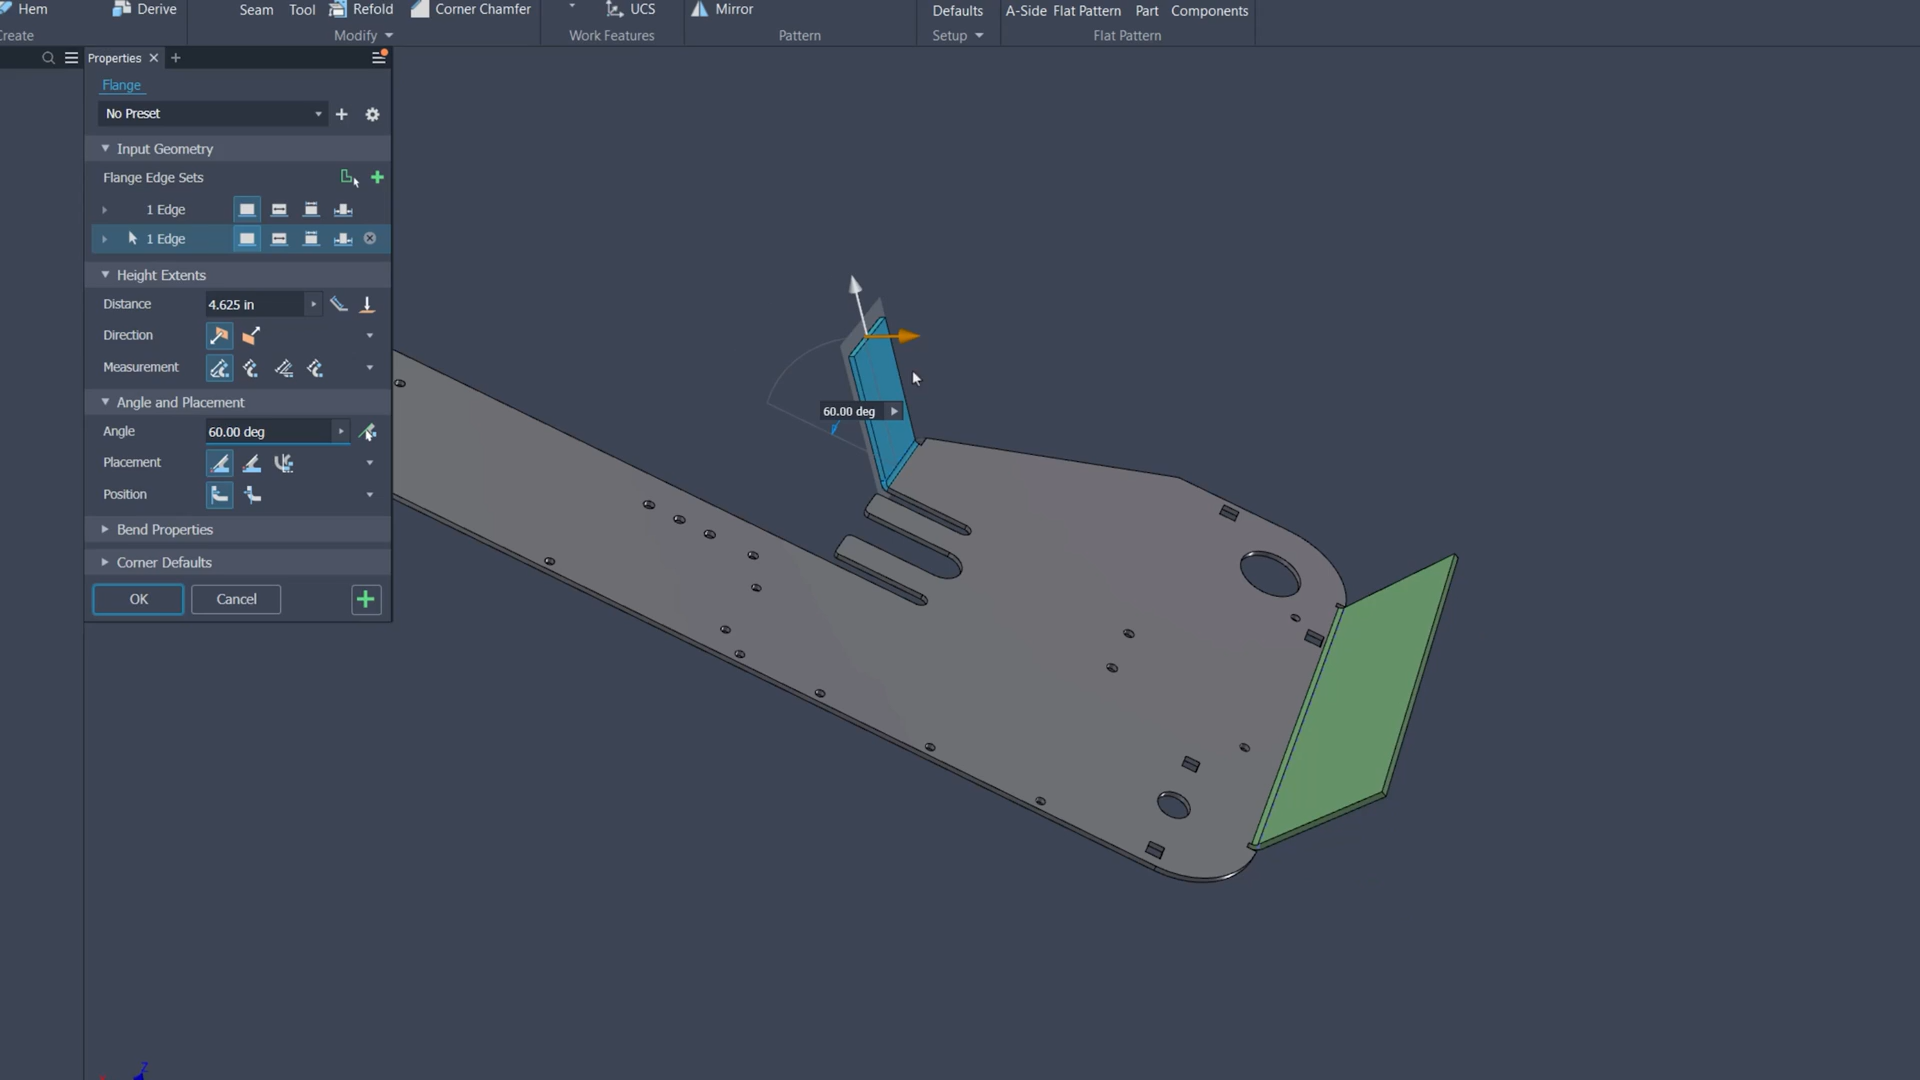 Hem
Derive
Seam
Tool
Refold
Corner Chamfer
UCS
Mirror
Defaults
A-Side
Flat Pattern
Part
Components
Modify
Work Features
Pattern
Setup
Flat Pattern
Properties
Flange
No Preset
Input Geometry
Flange Edge Sets
1 Edge
1 Edge
Height Extents
Distance 4.625 in
Direction
Measurement
Angle and Placement
Angle 60.00 deg
Placement
Position
Bend Properties
Corner Defaults
OK Cancel
60.00 deg
Z